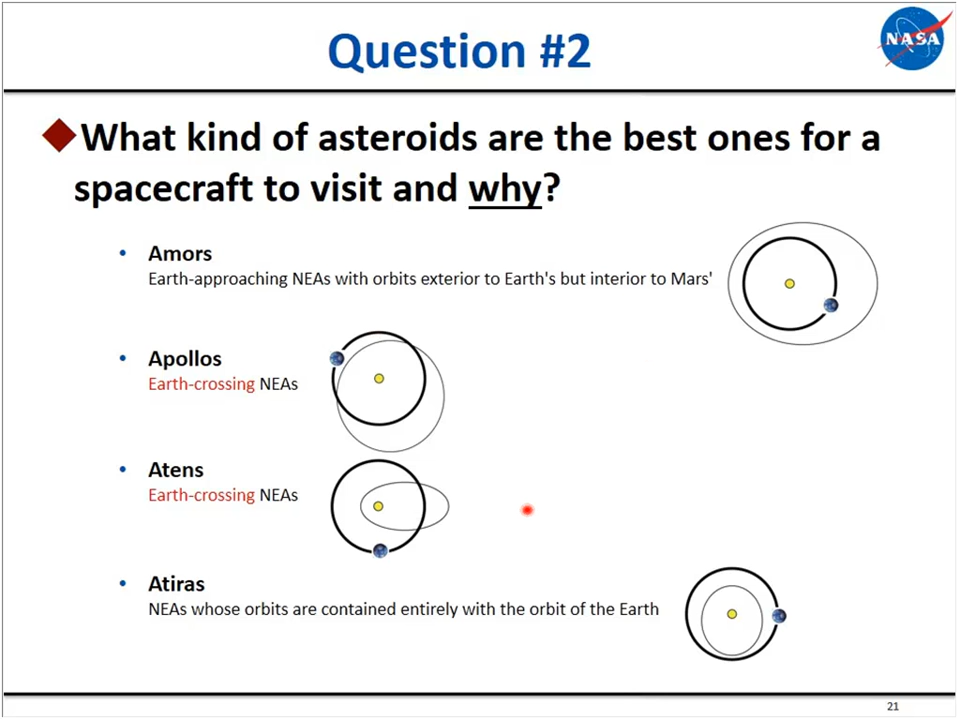 Question #2
NASA
What kind of asteroids are the best ones for a
spacecraft to visit and why?
• Amors
Earth-approaching NEAs with orbits exterior to Earth's but interior to Mars'
• Apollos
Earth-crossing NEAs
• Atens
Earth-crossing NEAs
• Atiras
NEAs whose orbits are contained entirely with the orbit of the Earth
21